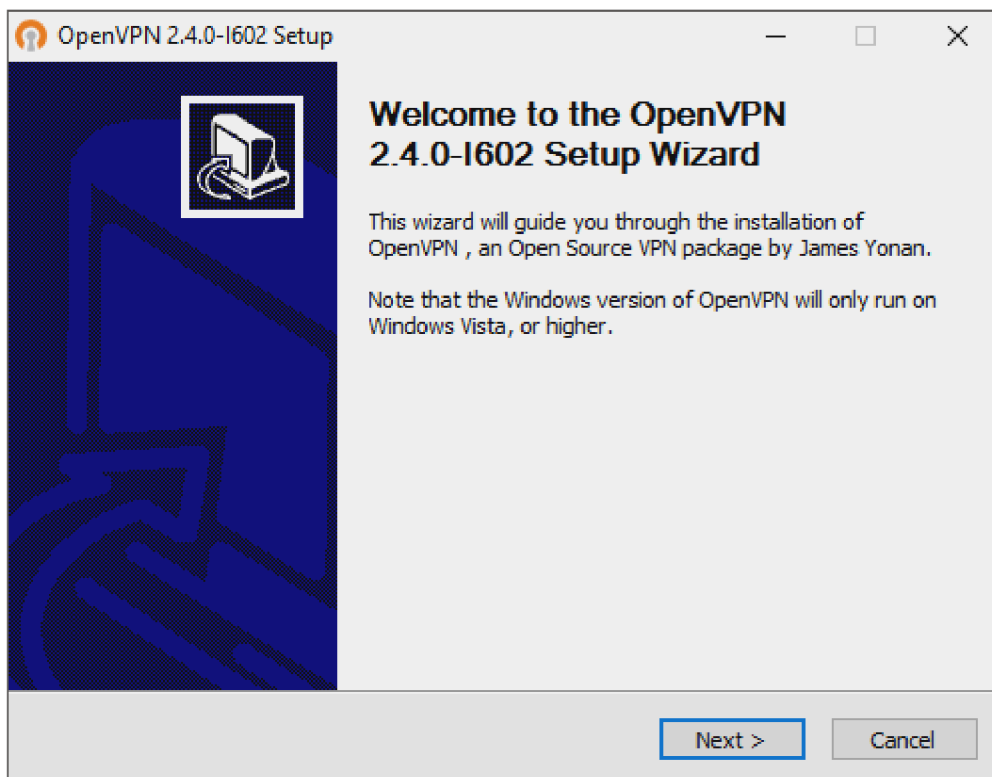 OpenVPN 2.4.0-I602 Setup
Welcome to the OpenVPN
2.4.0-I602 Setup Wizard
This wizard will guide you through the installation of
OpenVPN , an Open Source VPN package by James Yonan.
Note that the Windows version of OpenVPN will only run on
Windows Vista, or higher.
Next >
Cancel